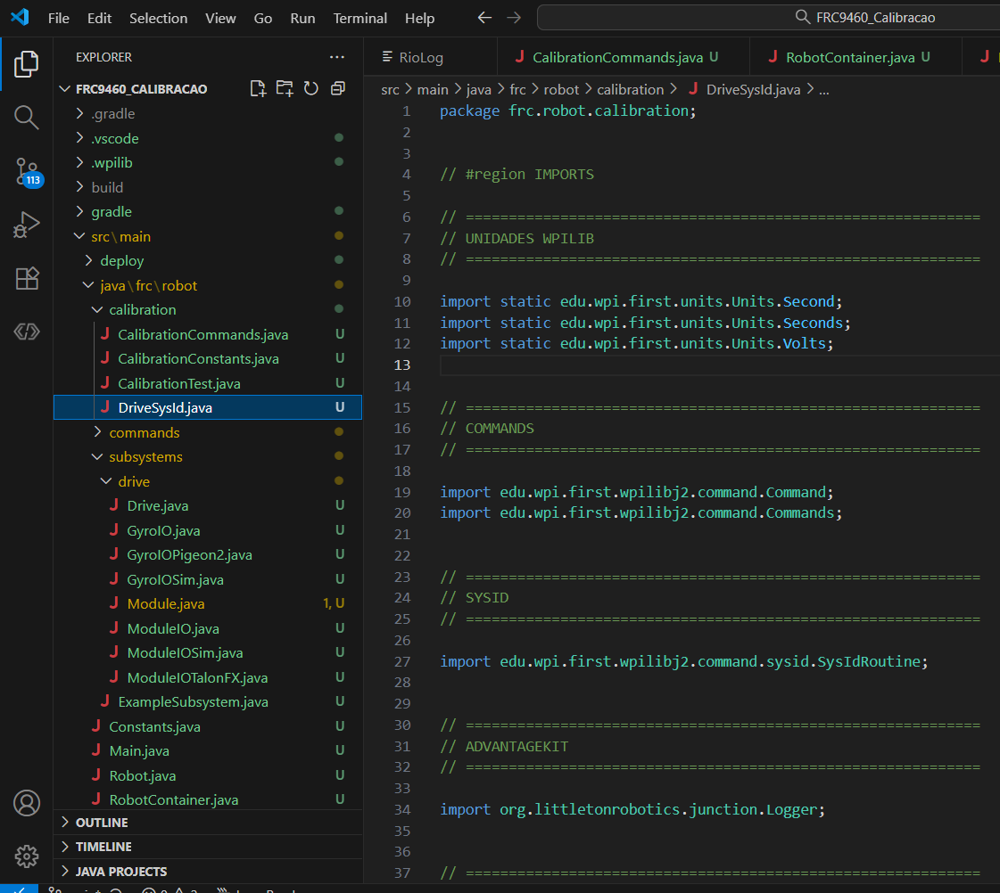 File Edit Selection View Go Run Terminal Help
FRC9460_Calibracao
EXPLORER
FRC9460_CALIBRACAO
.gradle
.vscode
.wpilib
build
gradle
src\main
deploy
java\frc\robot
calibration
CalibrationCommands.java U
CalibrationConstants.java U
CalibrationTest.java U
DriveSysId.java U
commands
subsystems
drive
Drive.java U
GyroIO.java U
GyroIOPigeon2.java U
GyroIOSim.java U
Module.java 1, U
ModuleIO.java U
ModuleIOSim.java U
ModuleIOTalonFX.java U
ExampleSubsystem.java U
Constants.java U
Main.java U
Robot.java U
RobotContainer.java U
OUTLINE
TIMELINE
JAVA PROJECTS
113
RioLog
J CalibrationCommands.java U
J RobotContainer.java U
J
src > main > java > frc > robot > calibration > J DriveSysId.java > ...
1 package frc.robot.calibration;
2
3
4 // #region IMPORTS
5
6 // ============================================================
7 // UNIDADES WPILIB
8 // ============================================================
9
10 import static edu.wpi.first.units.Units.Second;
11 import static edu.wpi.first.units.Units.Seconds;
12 import static edu.wpi.first.units.Units.Volts;
13
14
15 // ============================================================
16 // COMMANDS
17 // ============================================================
18
19 import edu.wpi.first.wpilibj2.command.Command;
20 import edu.wpi.first.wpilibj2.command.Commands;
21
22
23 // ============================================================
24 // SYSID
25 // ============================================================
26
27 import edu.wpi.first.wpilibj2.command.sysid.SysIdRoutine;
28
29
30 // ============================================================
31 // ADVANTAGEKIT
32 // ============================================================
33
34 import org.littletonrobotics.junction.Logger;
35
36
37 // ============================================================